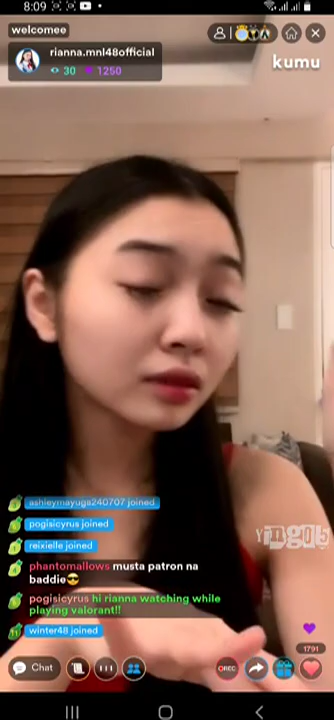 8:09
welcomee
rianna.mnl48official
30 1250
kumu
ashleymayuga240707 joined
pogisicyrus joined
reixielle joined
phantomallows musta patron na
baddie😎
pogisicyrus hi rianna watching while
playing valorant!!
winter48 joined
1791
Chat
REC